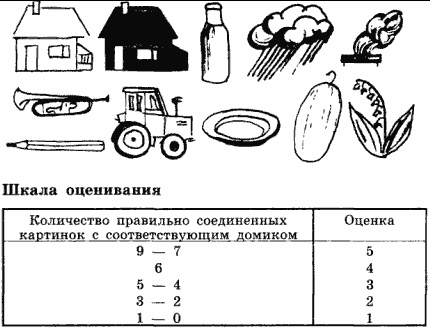 Шкала оценивания
Количество правильно соединенных картинок с соответствующим домиком | Оценка
9 — 7 | 5
6 | 4
5 — 4 | 3
3 — 2 | 2
1 — 0 | 1